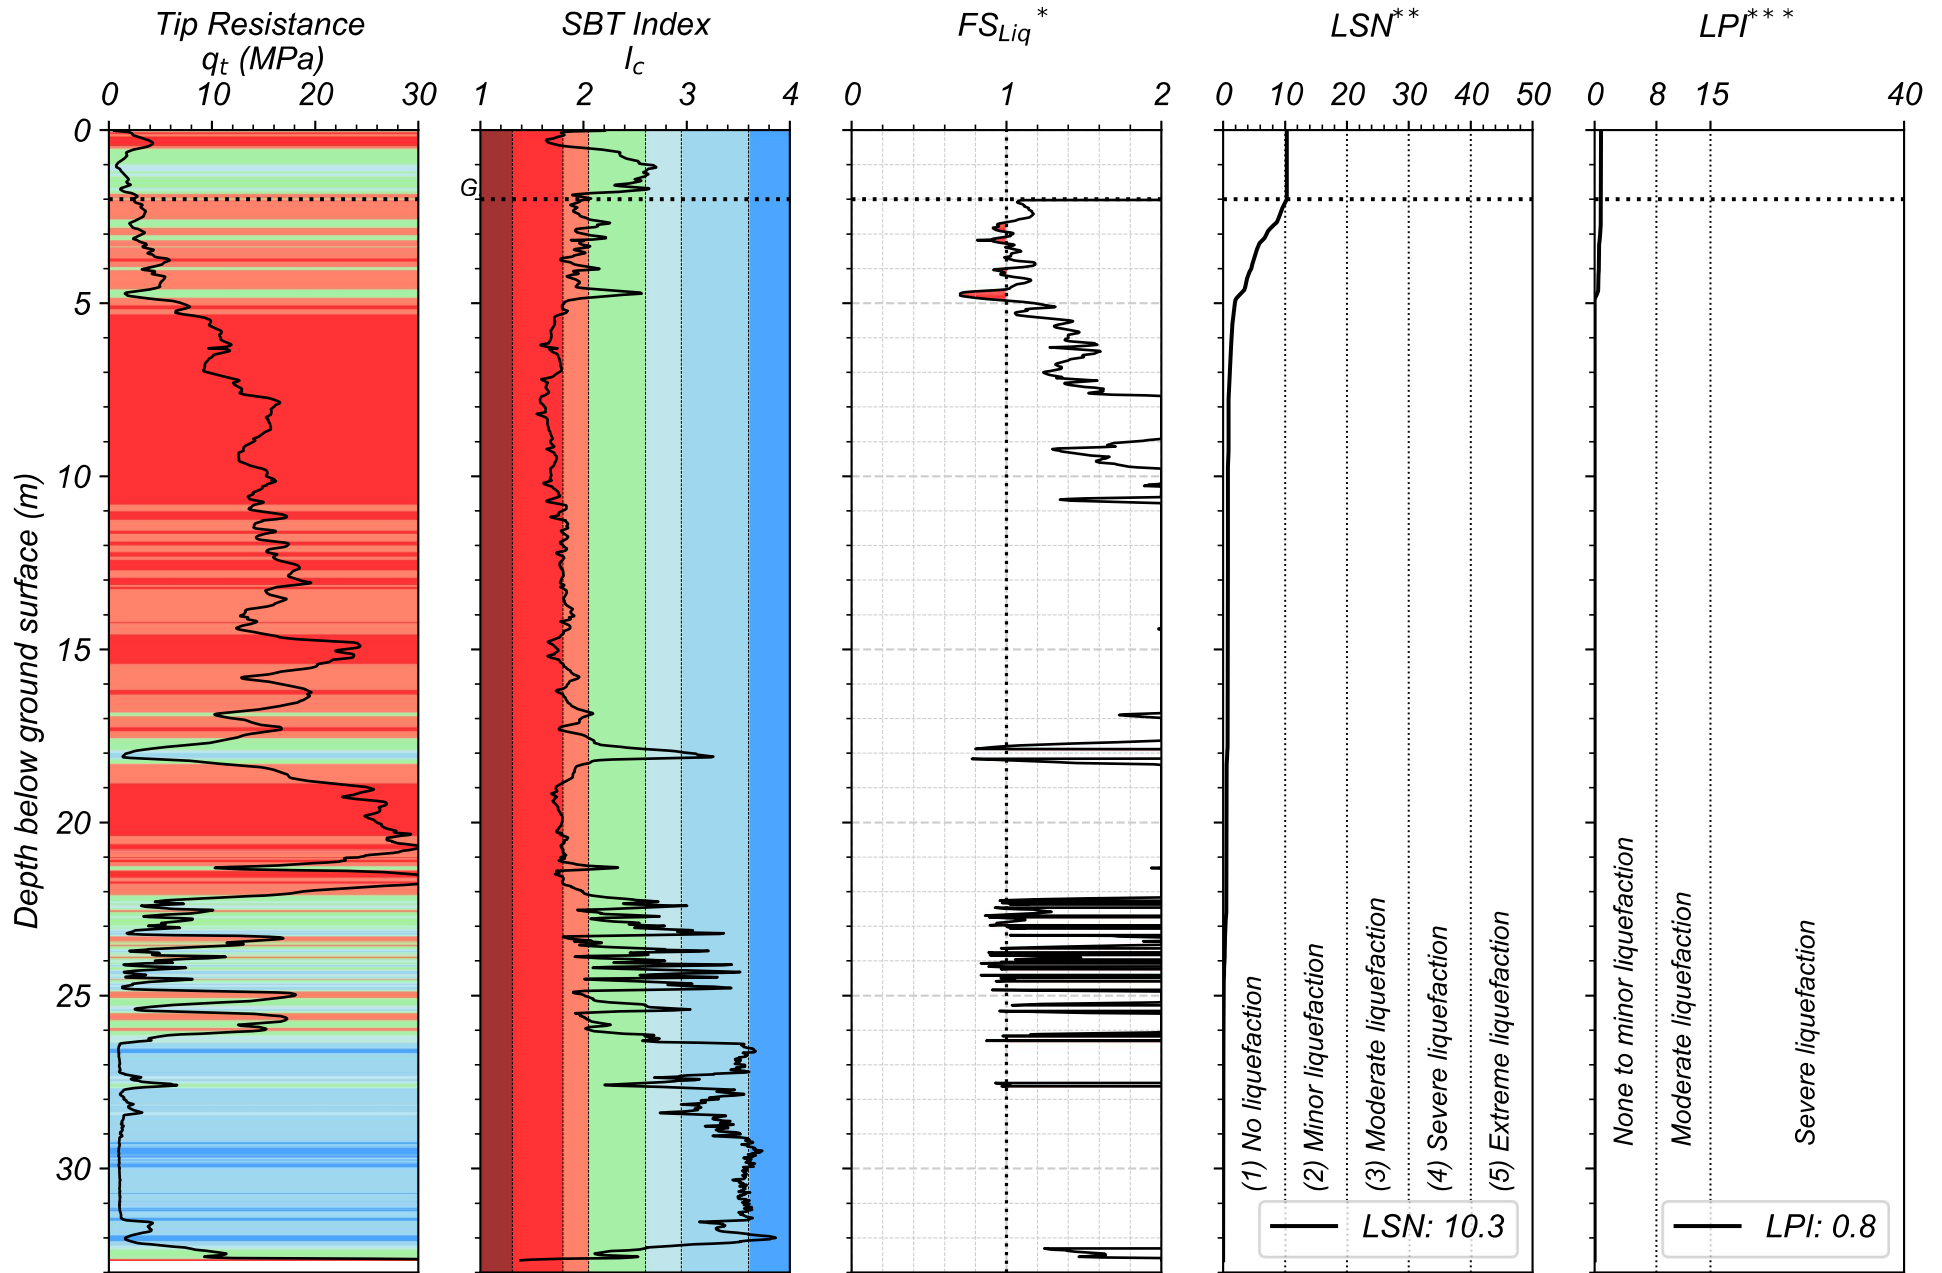 Tip Resistance
qt (MPa)
SBT Index
Ic
FSLiq *
LSN**
LPI***
0 10 20 30
1 2 3 4
0 1 2
0 10 20 30 40 50
0 8 15 40
0
5
10
15
20
25
30
Depth below ground surface (m)
G
(1) No liquefaction
(2) Minor liquefaction
(3) Moderate liquefaction
(4) Severe liquefaction
(5) Extreme liquefaction
None to minor liquefaction
Moderate liquefaction
Severe liquefaction
LSN: 10.3
LPI: 0.8